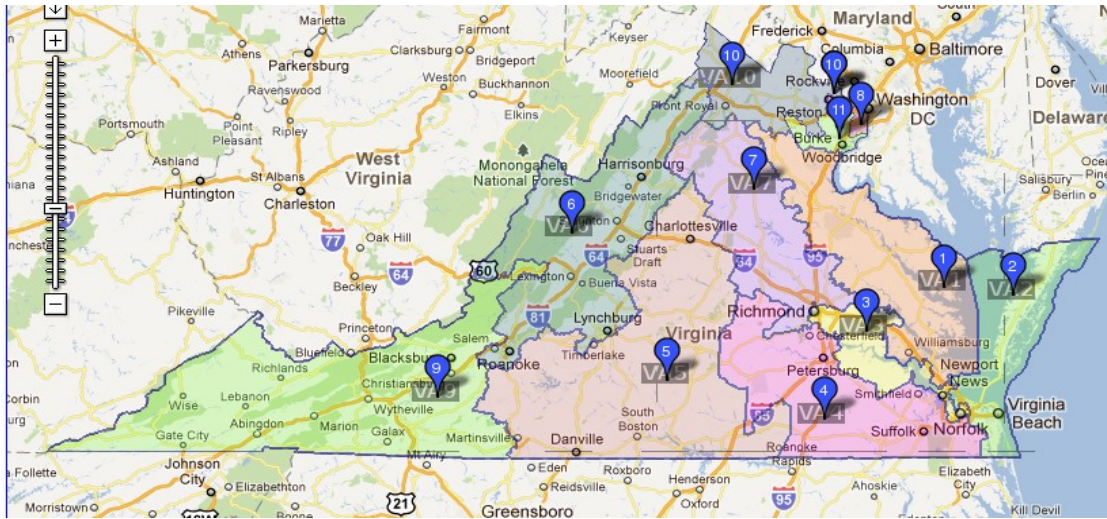 Marietta
Keyser
Frederick
Maryland
Athens
Parkersburg
Clarksburg
Fairmont
Bridgeport
Columbia
Baltimore
Weston
Buckhannon
Moorefield
10
VA10
10
Rockville
Dover
Ravenswood
Elkins
Front Royal
Reston
8
Washington
DC
11
Portsmouth
Point
Pleasant
Ripley
Burke
Delaware
Woodbridge
Ashland
West
Virginia
Monongahela
National Forest
Harrisonburg
7
VA7
Salisbury
Berlin
Huntington
St Albans
Charleston
Bridgewater
6
Charlottesville
77
Oak Hill
Stuarts
Draft
64
60
Lexington
64
64
95
1
VA1
2
VA2
Beckley
Buena Vista
Pikeville
81
Lynchburg
Virginia
Richmond
3
VA3
Chesterfield
Princeton
Bluefield
Salem
Timberlake
Williamsburg
Blacksburg
Roanoke
5
VA5
Petersburg
Newport
News
Richlands
Christiansburg
9
VA9
4
VA4
Smithfield
Wise
Lebanon
Wytheville
85
Virginia
Beach
Corbin
Abingdon
Marion
Galax
South
Boston
Norfolk
Gate City
Martinsville
Danville
Suffolk
Mt Airy
Roanoke
Rapids
Johnson
City
Eden
Roxboro
Elizabeth
City
Elizabethton
Reidsville
Henderson
Ahoskie
Morristown
21
Oxford
95
Boone
Greensboro
Kill Devil